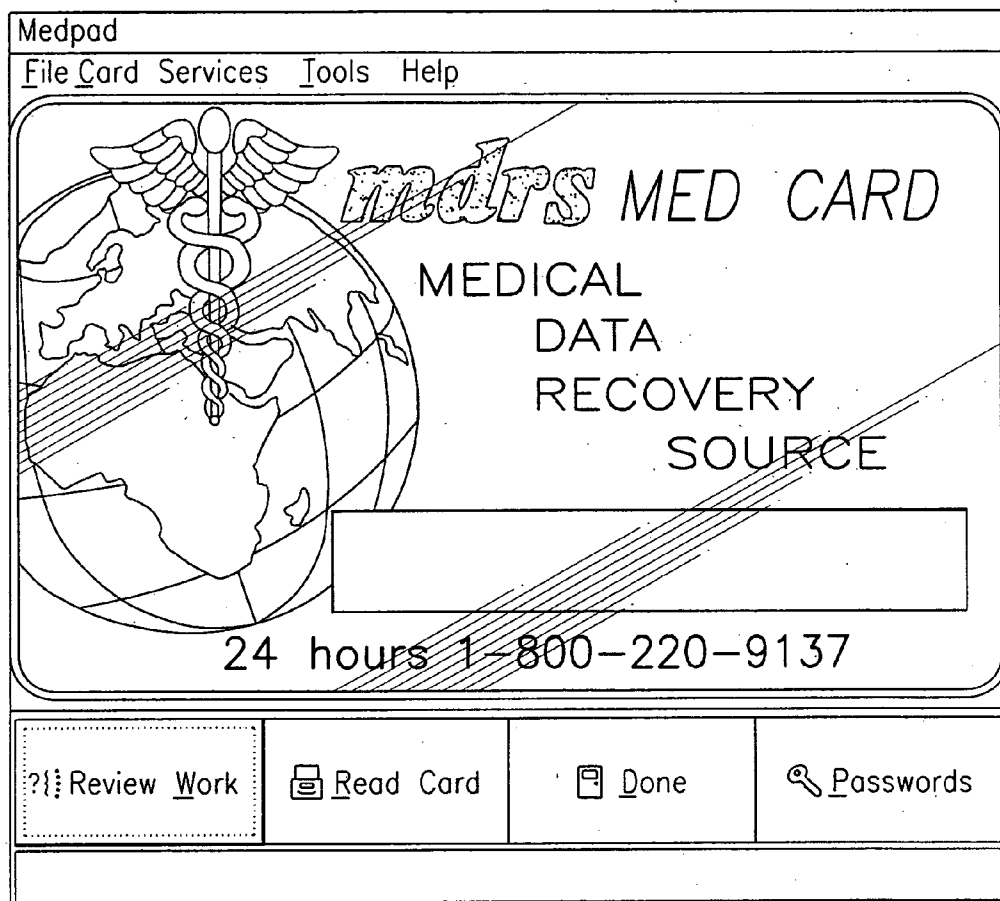 Medpad
File Card Services Tools Help
mdrs MED CARD
MEDICAL
DATA
RECOVERY
SOURCE
24 hours 1-800-220-9137
Review Work Read Card Done Passwords